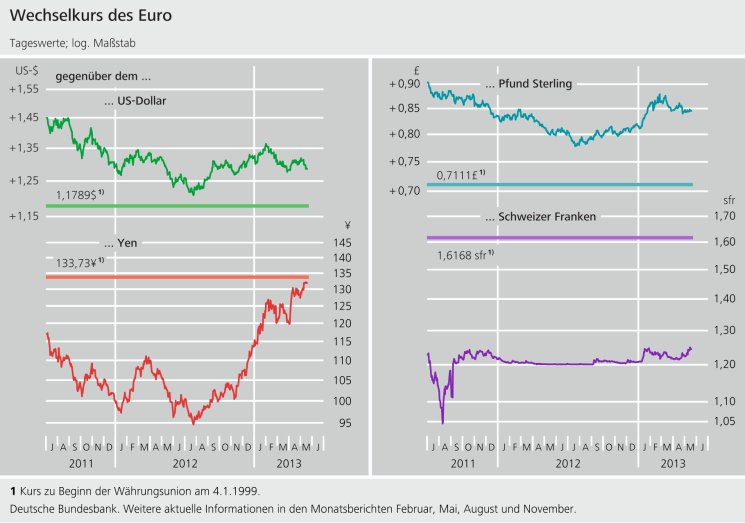 Wechselkurs des Euro
Tageswerte; log. Maßstab
US-$
gegenüber dem ...
+1,55
... US-Dollar
+1,45
+1,35
+1,25
1,1789$ 1)
+1,15
¥
... Yen
145
140
133,73¥ 1)
135
130
125
120
115
110
105
100
95
J A S O N D J F M A M J J A S O N D J F M A M J
2011 2012 2013
£
+0,90
... Pfund Sterling
+0,85
+0,80
+0,75
0,7111£ 1)
+0,70
sfr
... Schweizer Franken
1,70
1,60
1,6168 sfr 1)
1,50
1,40
1,30
1,20
1,10
1,05
J A S O N D J F M A M J J A S O N D J F M A M J
2011 2012 2013
1 Kurs zu Beginn der Währungsunion am 4.1.1999.
Deutsche Bundesbank. Weitere aktuelle Informationen in den Monatsberichten Februar, Mai, August und November.